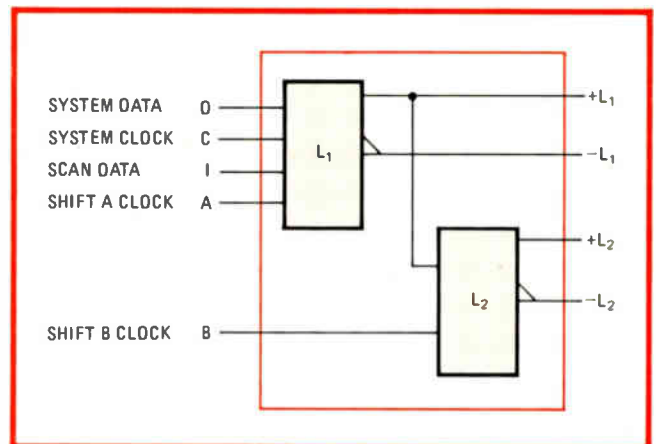 SYSTEM DATA D
SYSTEM CLOCK C
SCAN DATA I
SHIFT A CLOCK A
SHIFT B CLOCK B
L1
L2
+L1
-L1
+L2
-L2